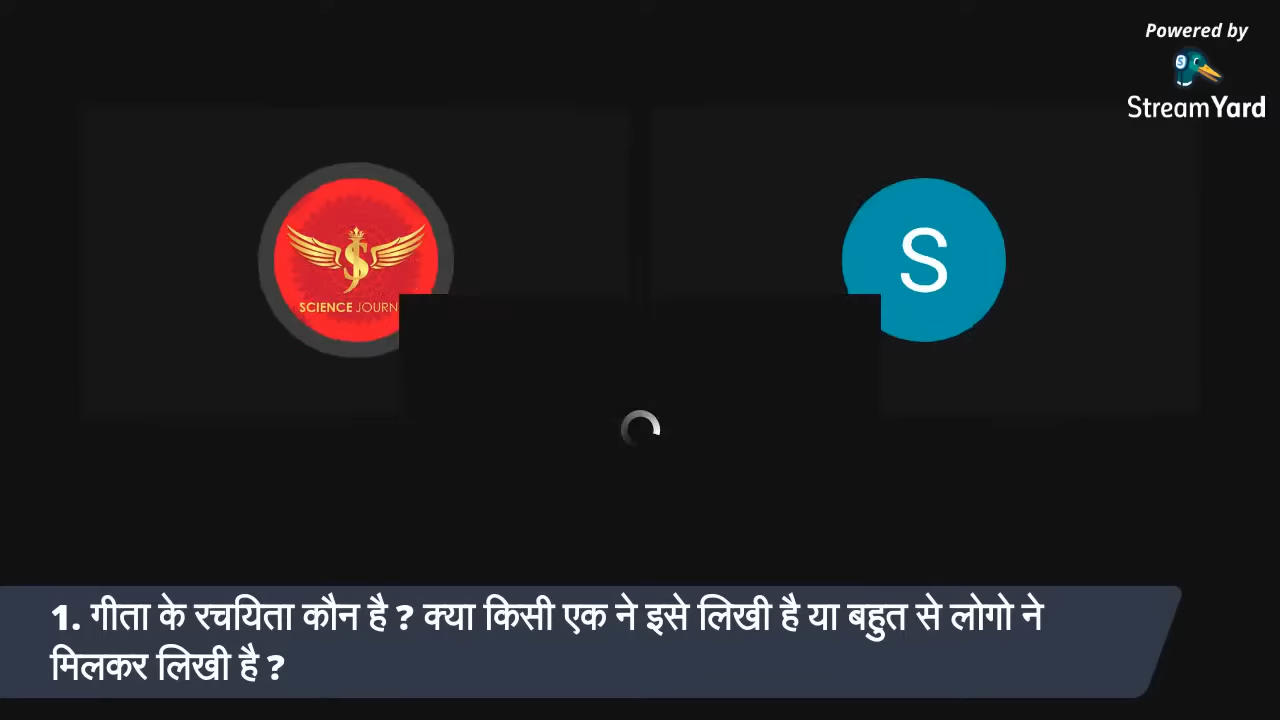 Powered by
StreamYard
SCIENCE JOURN
S
1. गीता के रचयिता कौन है ? क्या किसी एक ने इसे लिखी है या बहुत से लोगो ने
मिलकर लिखी है ?